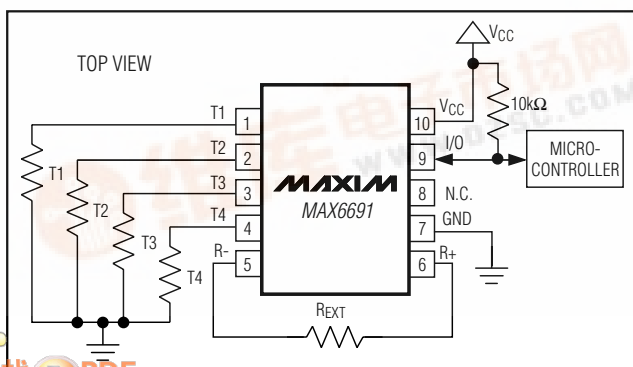 VCC
TOP VIEW
T1
VCC
10kΩ
1
10
T2
I/O
2
9
MICRO-
CONTROLLER
T1
T3
MAXIM
3
8
N.C.
T2
MAX6691
T4
GND
4
7
T3
R-
R+
T4
5
6
REXT